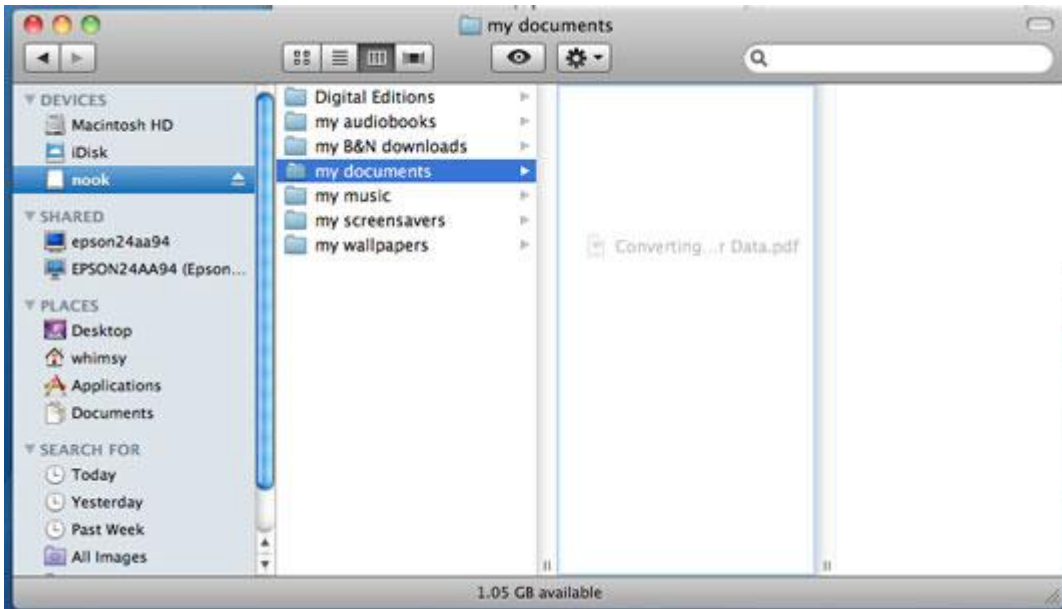 my documents
DEVICES
Macintosh HD
iDisk
nook
SHARED
epson24aa94
EPSON24AA94 (Epson...
PLACES
Desktop
whimsy
Applications
Documents
SEARCH FOR
Today
Yesterday
Past Week
All Images
Digital Editions
my audiobooks
my B&N downloads
my documents
my music
my screensavers
my wallpapers
Converting...r Data.pdf
1.05 GB available